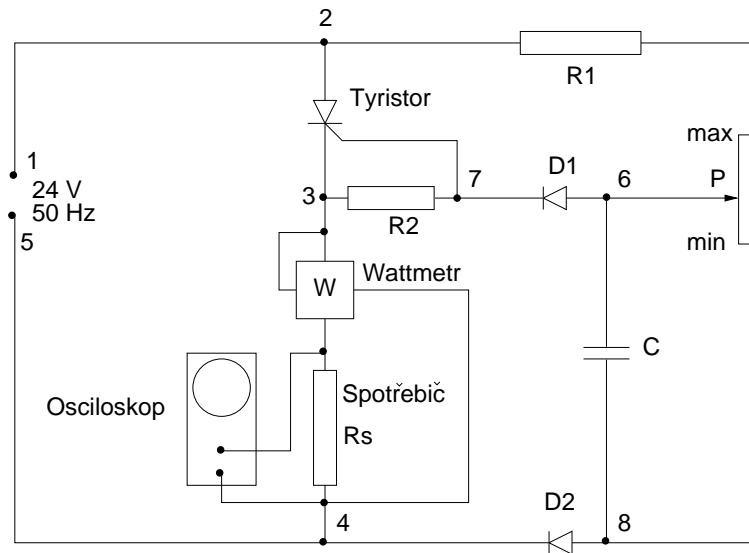 2
R1
Tyristor
max
1
24 V
50 Hz
5
D1
7
6
P
3
R2
min
W
Wattmetr
C
Osciloskop
Spotřebič
Rs
D2
4
8